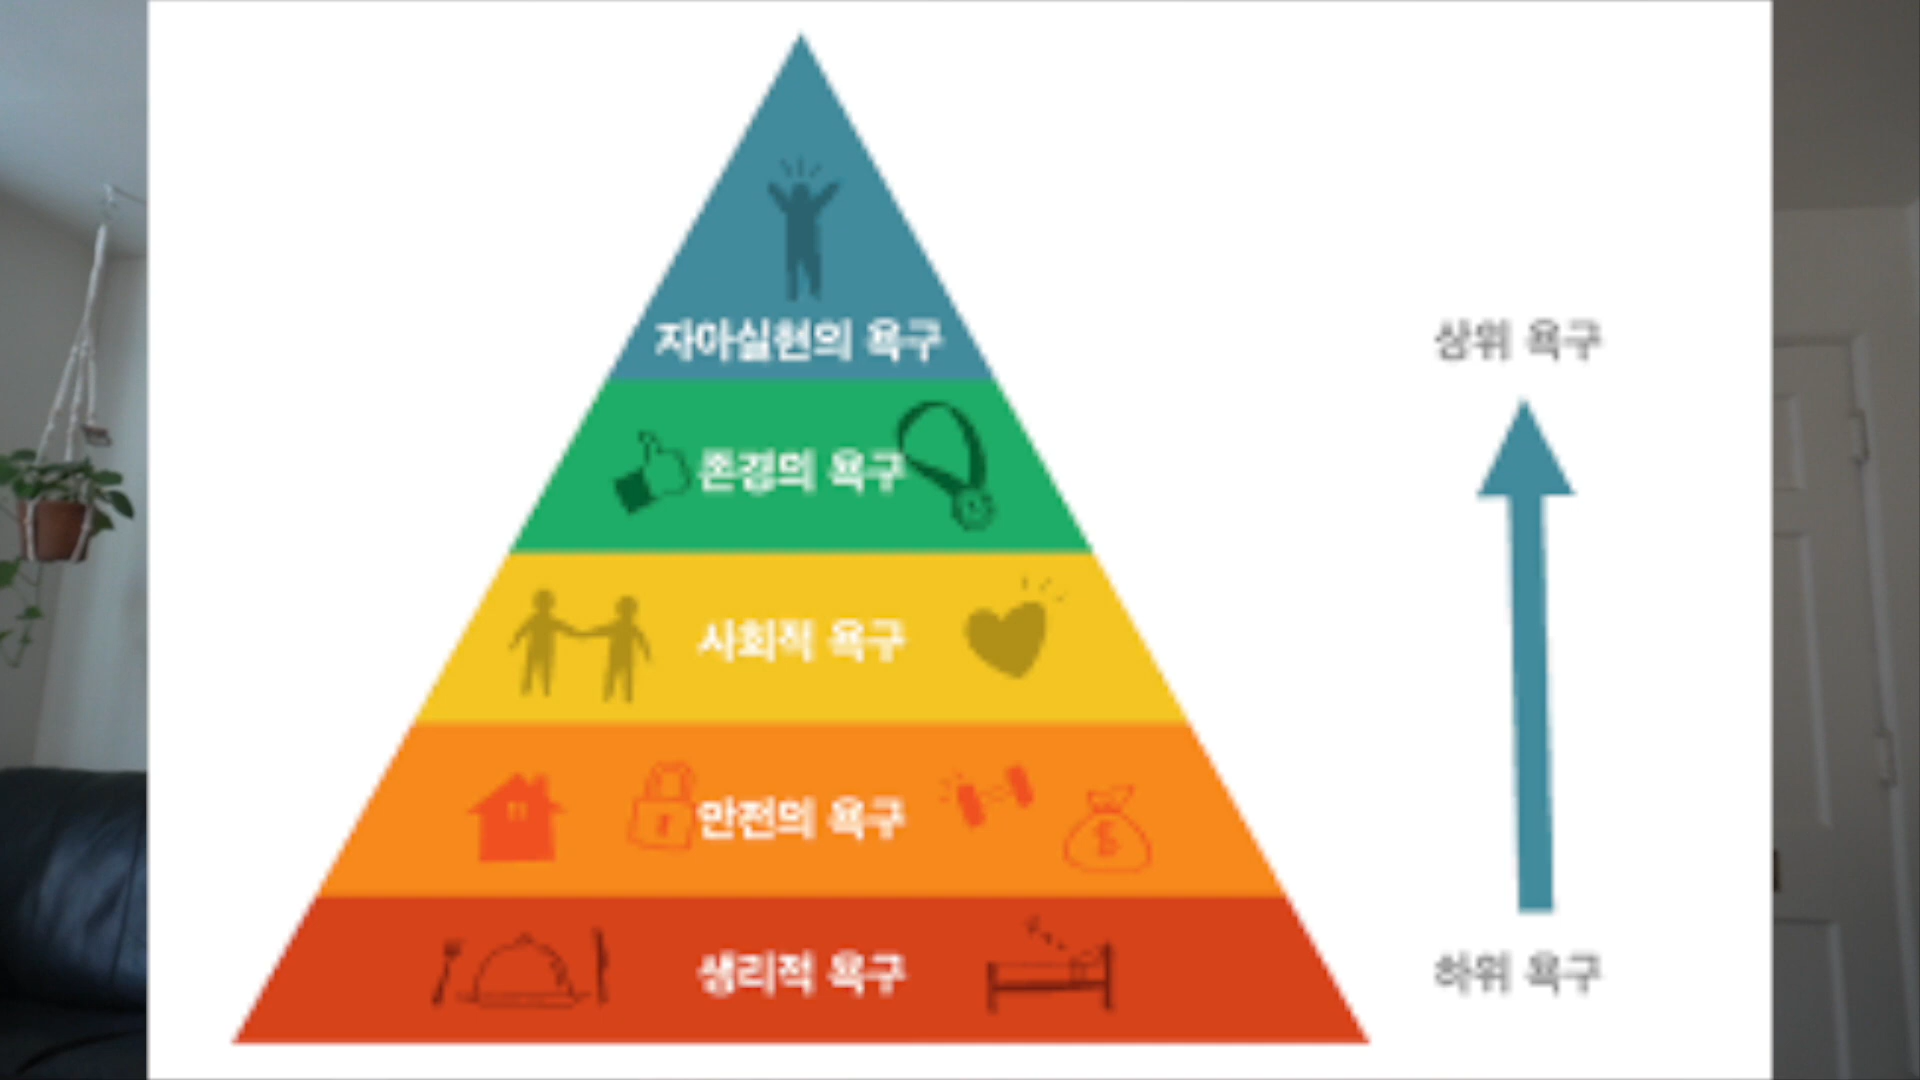 자아실현의 욕구
존경의 욕구
사회적 욕구
안전의 욕구
생리적 욕구
상위 욕구
하위 욕구